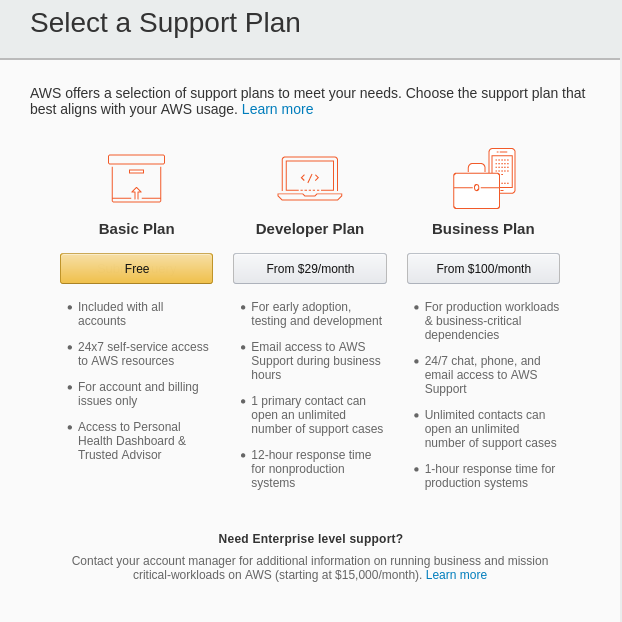 Select a Support Plan
AWS offers a selection of support plans to meet your needs. Choose the support plan that
best aligns with your AWS usage. Learn more
</>
Basic Plan
Free
• Included with all
accounts
• 24x7 self-service access
to AWS resources
• For account and billing
issues only
• Access to Personal
Health Dashboard &
Trusted Advisor
Developer Plan
From $29/month
• For early adoption,
testing and development
• Email access to AWS
Support during business
hours
• 1 primary contact can
open an unlimited
number of support cases
• 12-hour response time
for nonproduction
systems
Business Plan
From $100/month
• For production workloads
& business-critical
dependencies
• 24/7 chat, phone, and
email access to AWS
Support
• Unlimited contacts can
open an unlimited
number of support cases
• 1-hour response time for
production systems
Need Enterprise level support?
Contact your account manager for additional information on running business and mission
critical-workloads on AWS (starting at $15,000/month). Learn more